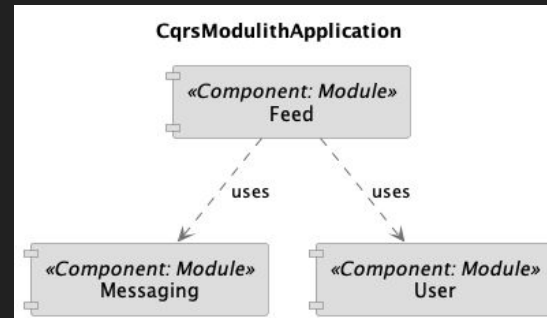 CqrsModulithApplication
«Component: Module»
Feed
uses
uses
«Component: Module»
Messaging
«Component: Module»
User